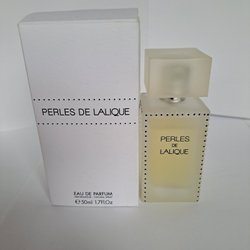 PERLES DE LALIQUE
EAU DE PARFUM
e 50ml 1.7Fl.Oz
PERLES
DE
LALIQUE